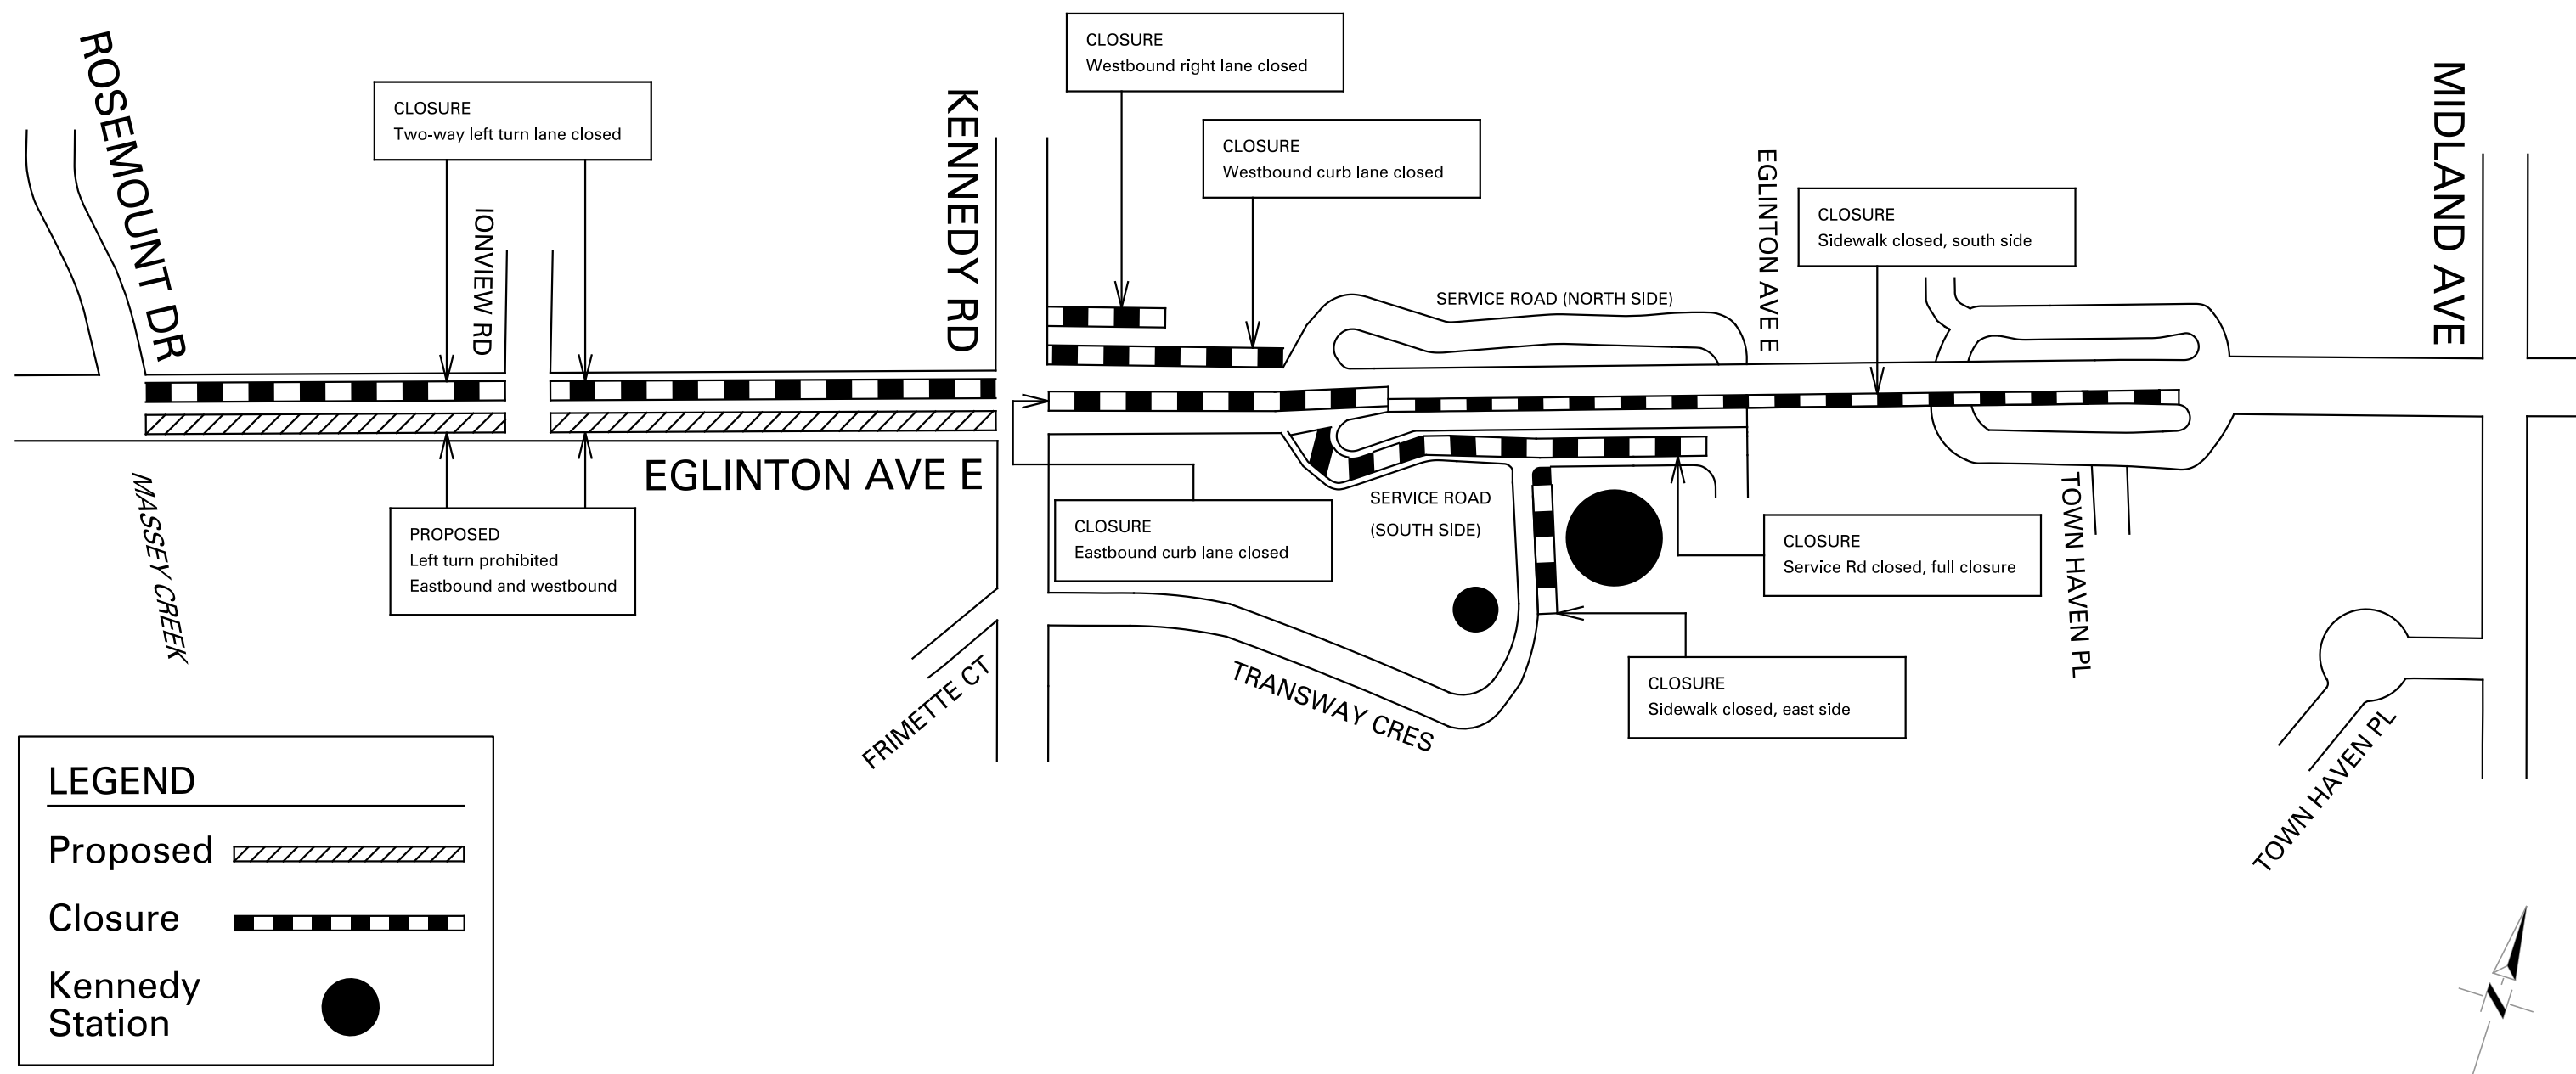 ROSEMOUNT DR
CLOSURE
Two-way left turn lane closed
IONVIEW RD
KENNEDY RD
CLOSURE
Westbound right lane closed
CLOSURE
Westbound curb lane closed
SERVICE ROAD (NORTH SIDE)
EGLINTON AVE E
CLOSURE
Sidewalk closed, south side
MIDLAND AVE
MASSEY CREEK
PROPOSED
Left turn prohibited
Eastbound and westbound
EGLINTON AVE E
CLOSURE
Eastbound curb lane closed
SERVICE ROAD
(SOUTH SIDE)
CLOSURE
Service Rd closed, full closure
TOWN HAVEN PL
FRIMETTE CT
TRANSWAY CRES
CLOSURE
Sidewalk closed, east side
TOWN HAVEN PL
LEGEND
Proposed
Closure
Kennedy
Station
N